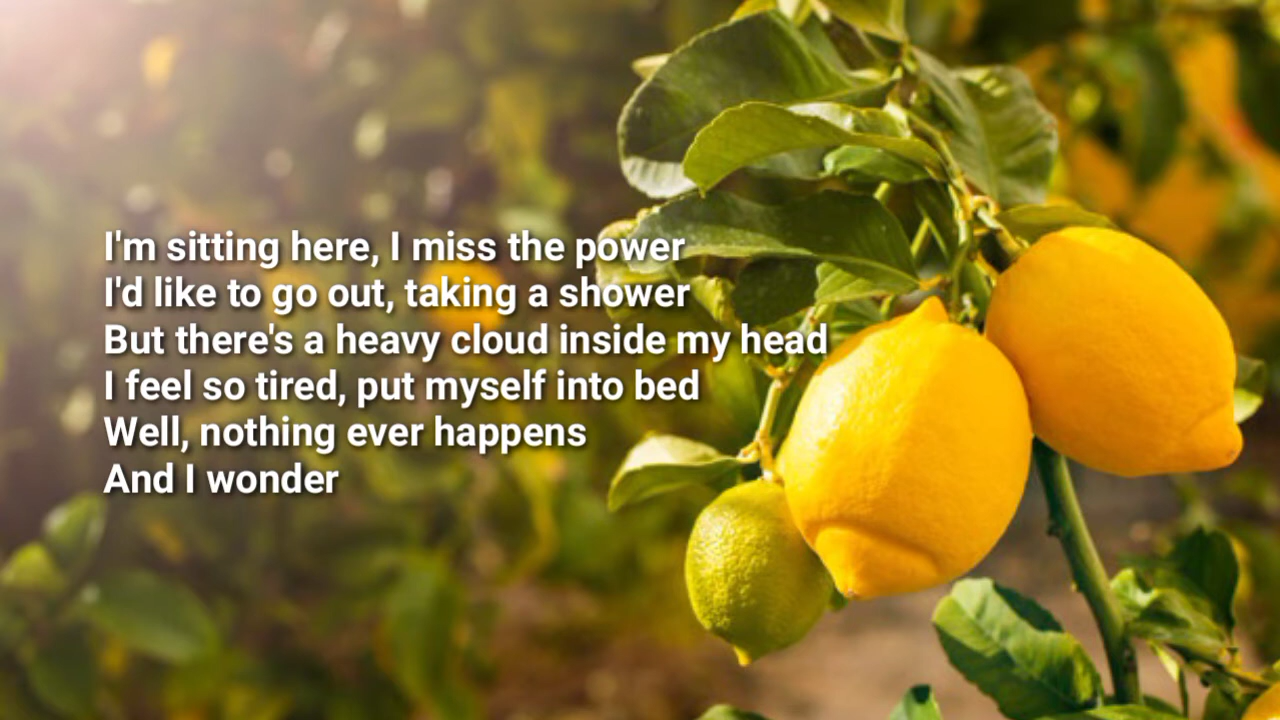 I'm sitting here, I miss the power
I'd like to go out, taking a shower
But there's a heavy cloud inside my head
I feel so tired, put myself into bed
Well, nothing ever happens
And I wonder